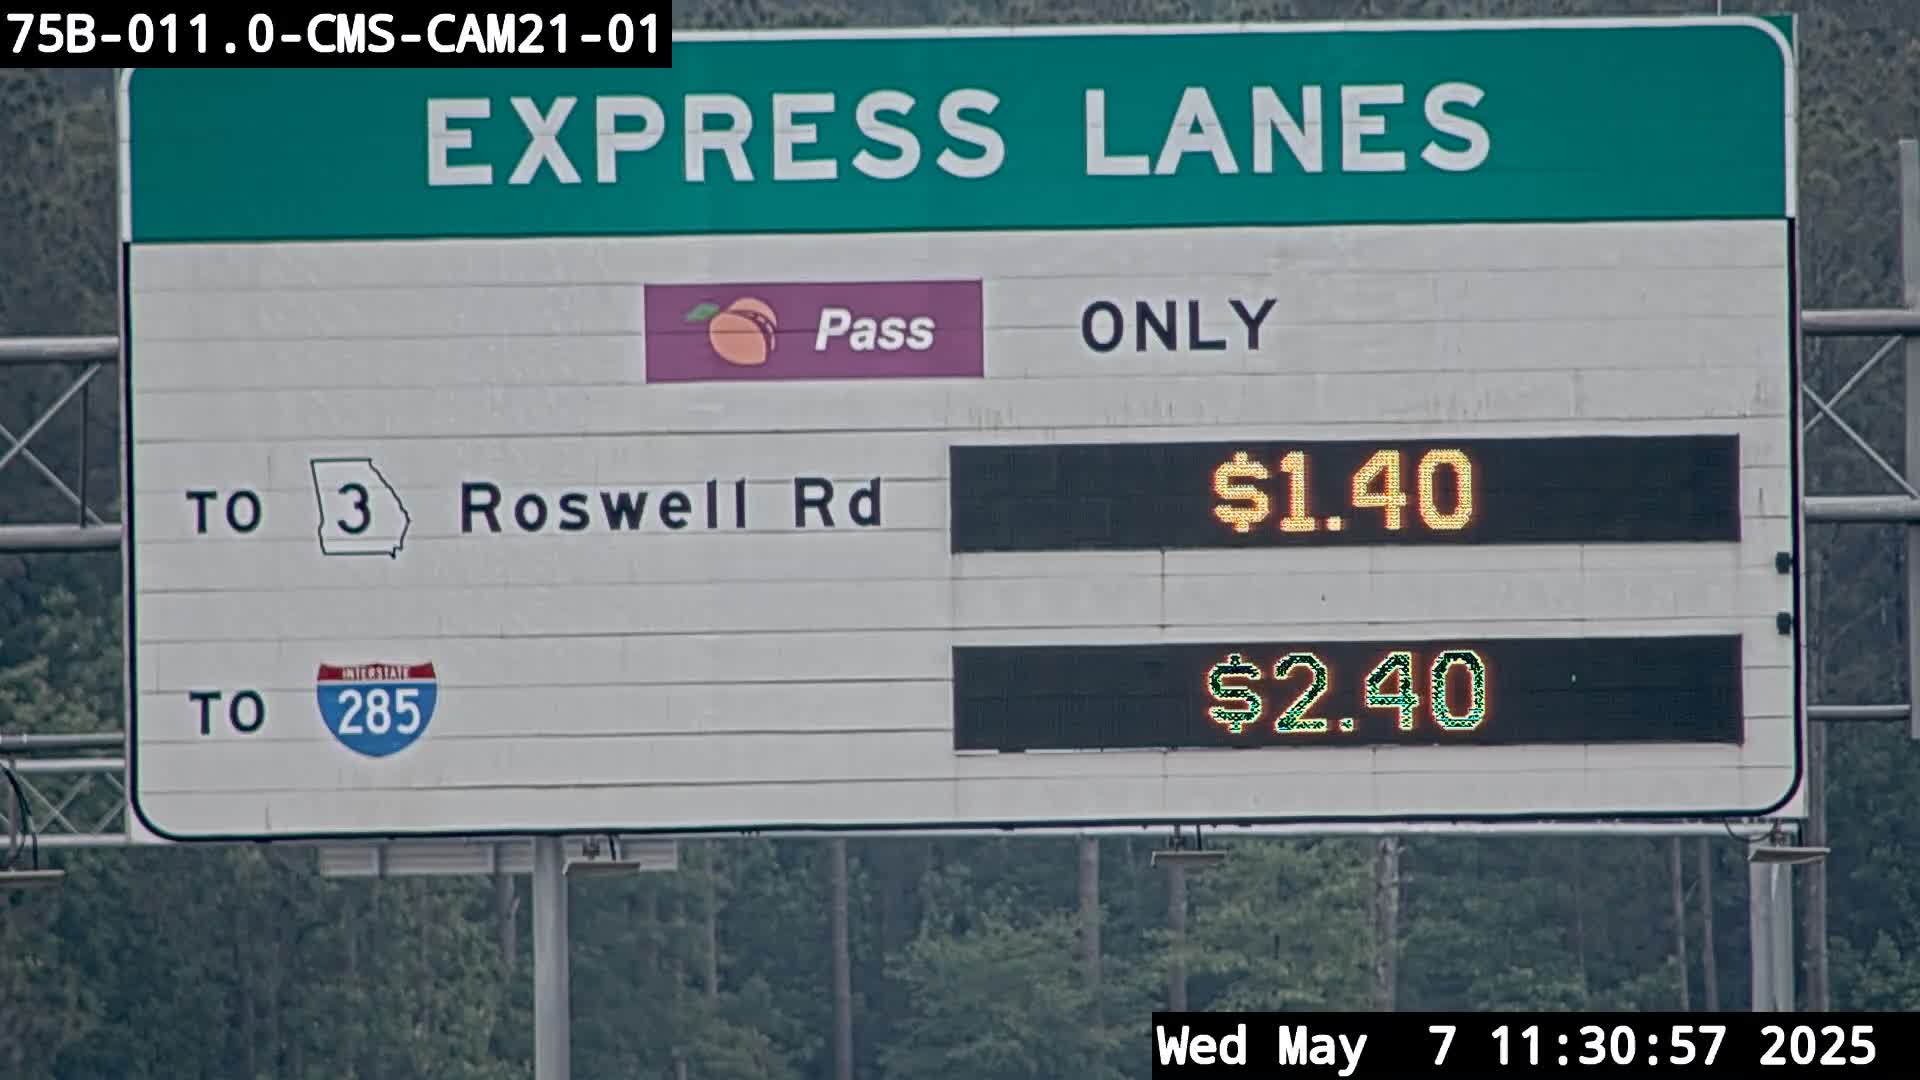 75B-011.0-CMS-CAM21-01
EXPRESS LANES
Pass ONLY
TO 3 Roswell Rd $1.40
TO INTERSTATE 285 $2.40
Wed May 7 11:30:57 2025